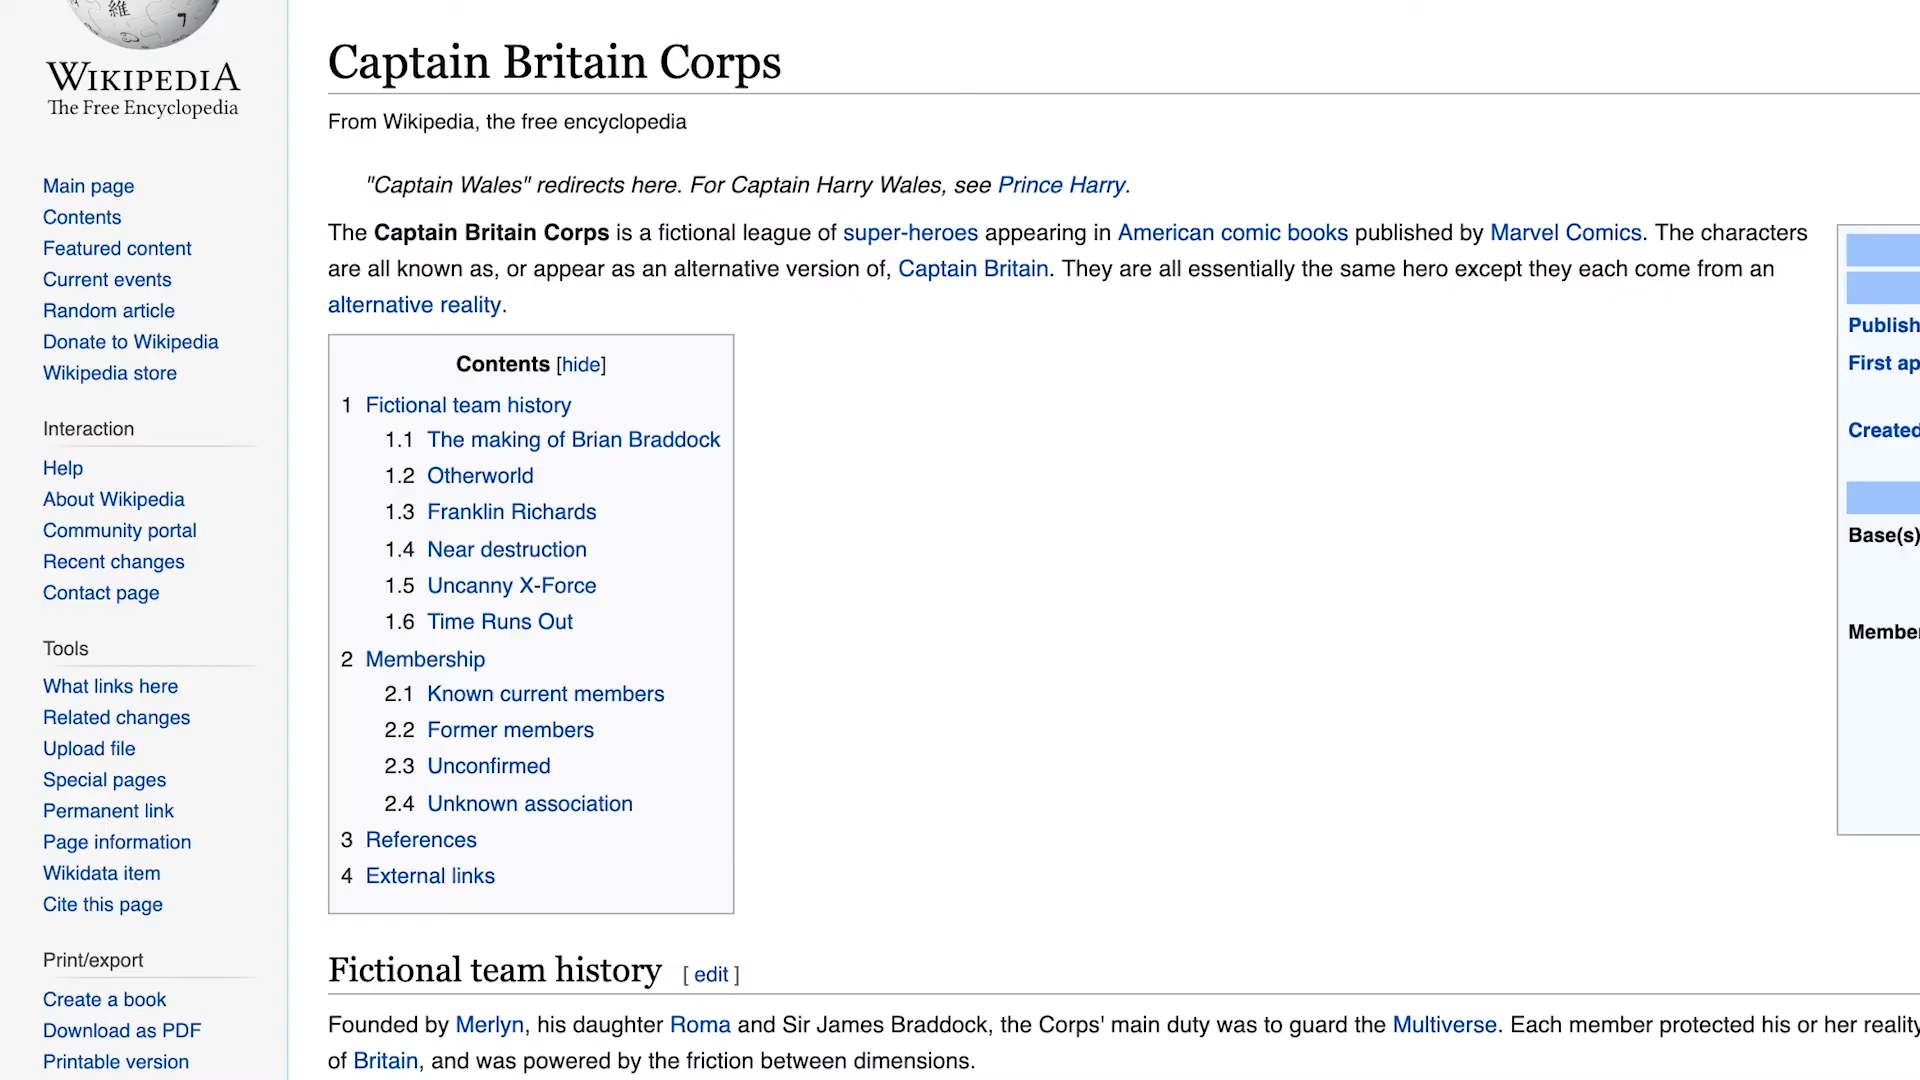 維
7
WIKIPEDIA
The Free Encyclopedia
Main page
Contents
Featured content
Current events
Random article
Donate to Wikipedia
Wikipedia store
Interaction
Help
About Wikipedia
Community portal
Recent changes
Contact page
Tools
What links here
Related changes
Upload file
Special pages
Permanent link
Page information
Wikidata item
Cite this page
Print/export
Create a book
Download as PDF
Printable version
Captain Britain Corps
From Wikipedia, the free encyclopedia
"Captain Wales" redirects here. For Captain Harry Wales, see Prince Harry.
The Captain Britain Corps is a fictional league of super-heroes appearing in American comic books published by Marvel Comics. The characters
are all known as, or appear as an alternative version of, Captain Britain. They are all essentially the same hero except they each come from an
alternative reality.
Contents [hide]
1 Fictional team history
1.1 The making of Brian Braddock
1.2 Otherworld
1.3 Franklin Richards
1.4 Near destruction
1.5 Uncanny X-Force
1.6 Time Runs Out
2 Membership
2.1 Known current members
2.2 Former members
2.3 Unconfirmed
2.4 Unknown association
3 References
4 External links
Fictional team history [ edit ]
Founded by Merlyn, his daughter Roma and Sir James Braddock, the Corps' main duty was to guard the Multiverse. Each member protected his or her reality
of Britain, and was powered by the friction between dimensions.
Publish
First ap
Created
Base(s)
Member